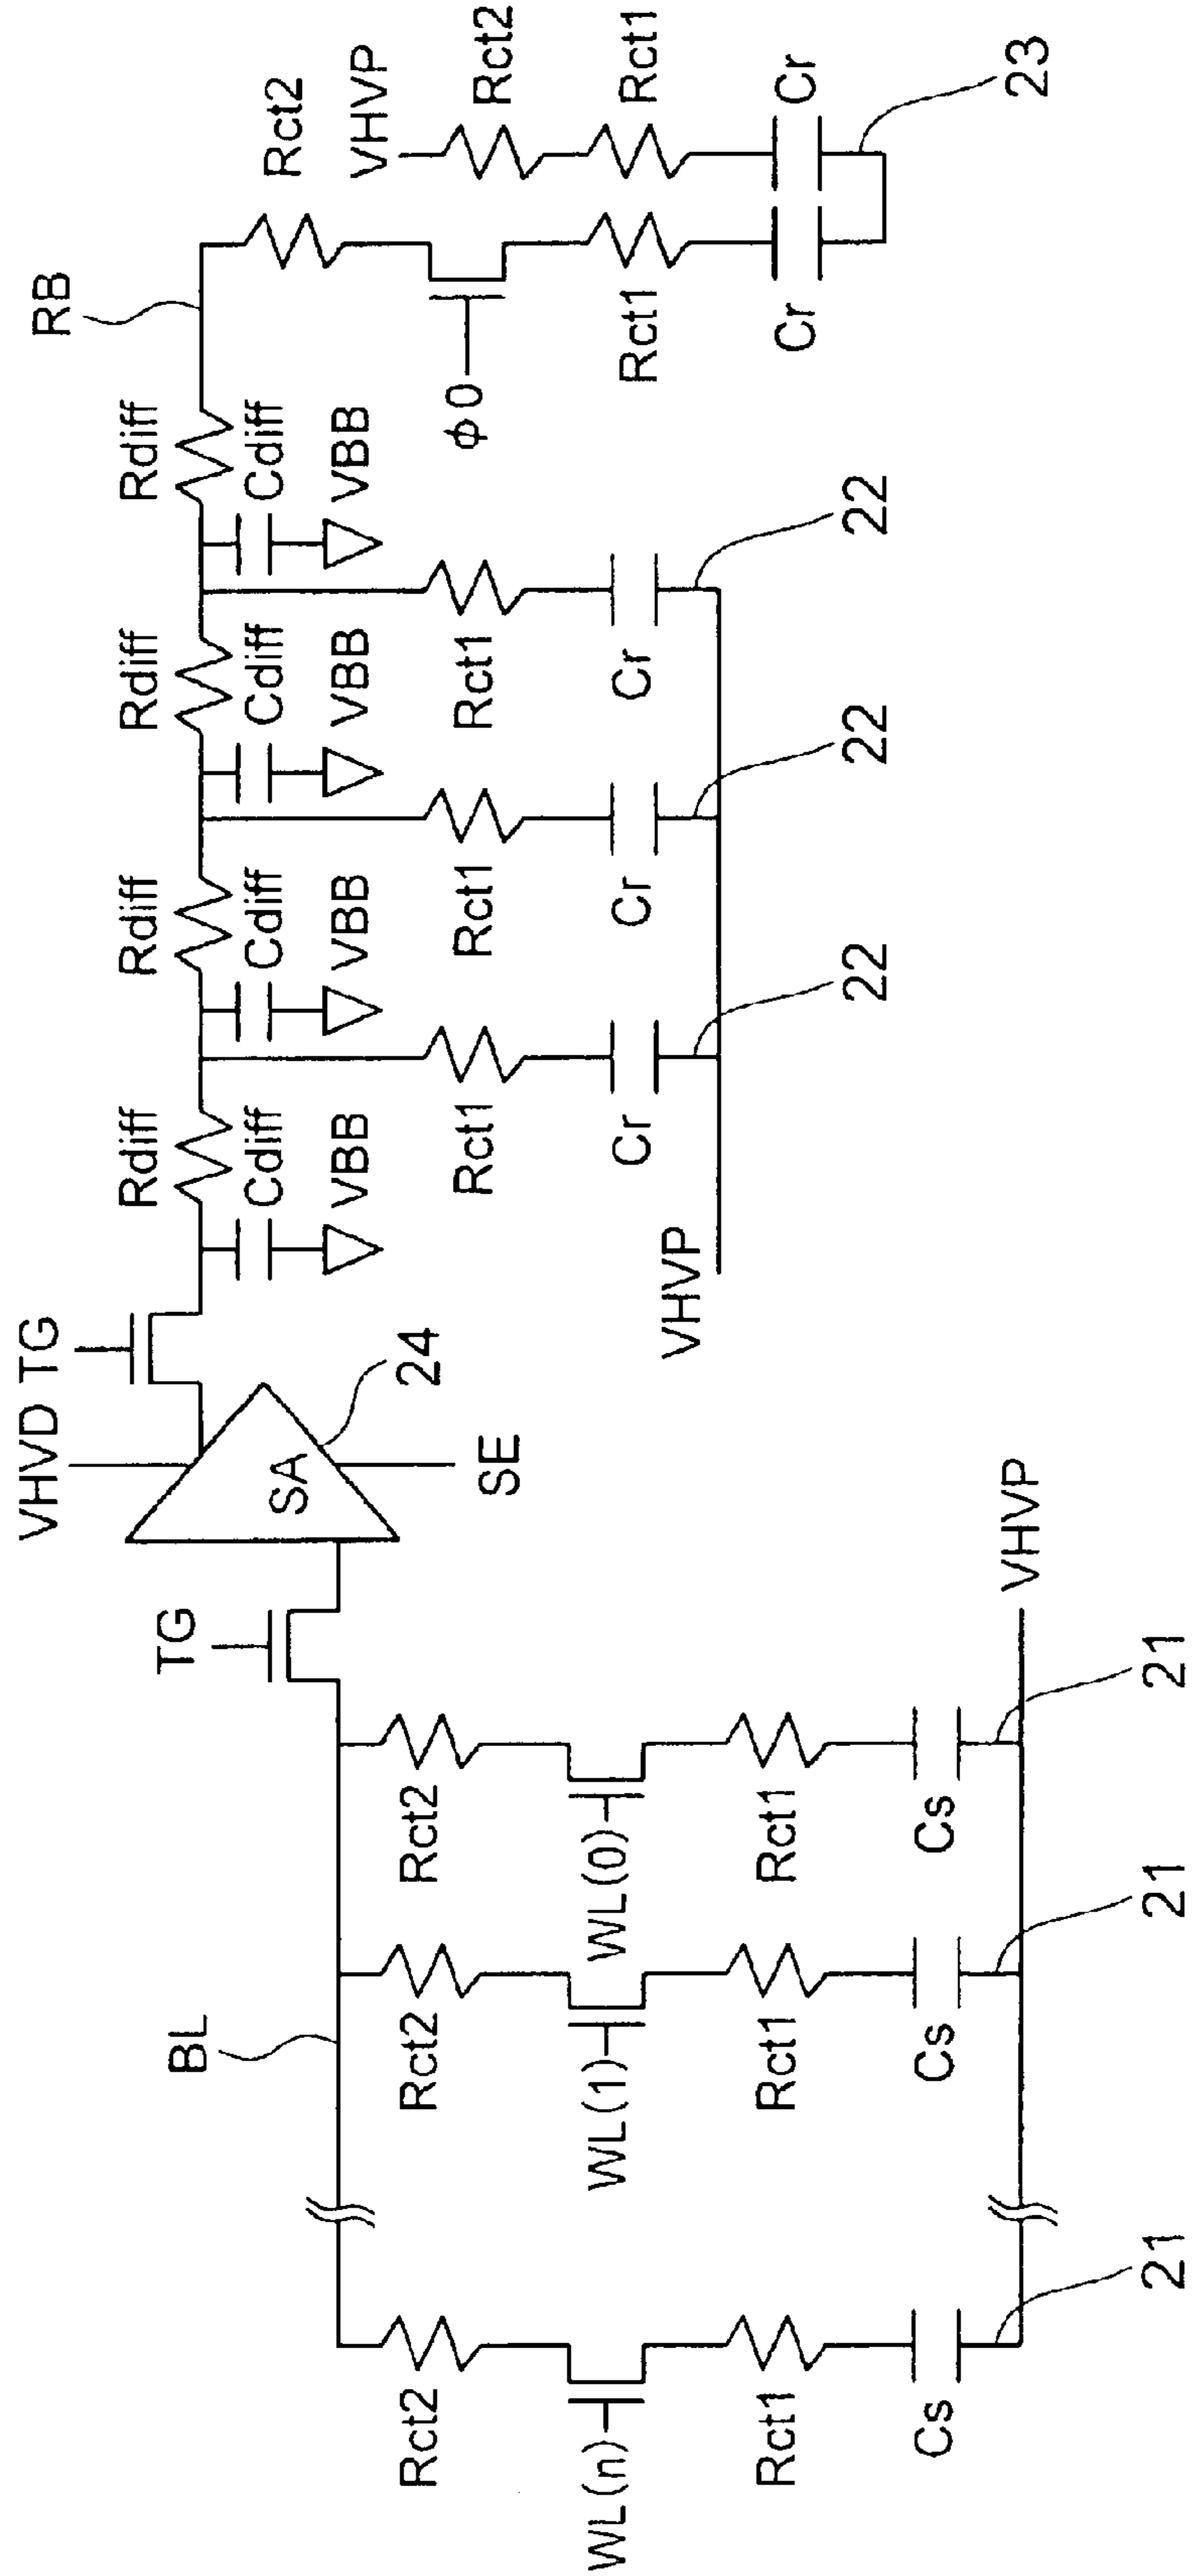 VHVD
TG
TG
SA
24
SE
BL
Rct2
Rct2
Rct2
WL(n)
WL(1)
WL(0)
Rct1
Rct1
Rct1
Cs
Cs
Cs
VHVP
21
21
21
Rdiff
Rdiff
Rdiff
Rdiff
Cdiff
Cdiff
Cdiff
Cdiff
VBB
VBB
VBB
VBB
Rct1
Rct1
Rct1
Cr
Cr
Cr
VHVP
22
22
22
RB
Rct2
VHVP
Rct2
φ0
Rct1
Rct1
Cr
Cr
23